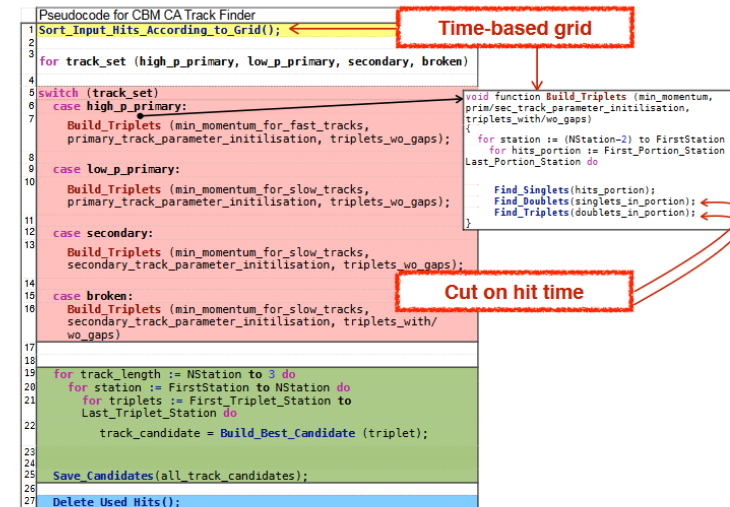 Pseudocode for CBM CA Track Finder
1 Sort_Input_Hits_According_to_Grid();
Time-based grid
2
3 for track_set (high_p_primary, low_p_primary, secondary, broken)
4
5 switch (track_set)
6 case high_p_primary:
7 Build_Triplets (min_momentum_for_fast_tracks,
primary_track_parameter_initilisation, triplets_wo_gaps);
8
9 case low_p_primary:
10 Build_Triplets (min_momentum_for_slow_tracks,
primary_track_parameter_initilisation, triplets_wo_gaps);
11
12 case secondary:
13 Build_Triplets (min_momentum_for_slow_tracks,
secondary_track_parameter_initilisation, triplets_wo_gaps);
14
15 case broken:
16 Build_Triplets (min_momentum_for_slow_tracks,
secondary_track_parameter_initilisation, triplets_with/
wo_gaps)
17
18
19 for track_length := NStation to 3 do
20 for station := FirstStation to NStation do
21 for triplets := First_Triplet_Station to
Last_Triplet_Station do
22 track_candidate = Build_Best_Candidate (triplet);
23
24
25 Save_Candidates(all_track_candidates);
26
27 Delete_Used_Hits();
void function Build_Triplets (min_momentum,
prim/sec_track_parameter_initilisation,
triplets_with/wo_gaps)
{
for station := (NStation-2) to FirstStation
for hits_portion := First_Portion_Station
Last_Portion_Station do
Find_Singlets(hits_portion);
Find_Doublets(singlets_in_portion);
Find_Triplets(doublets_in_portion);
}
Cut on hit time